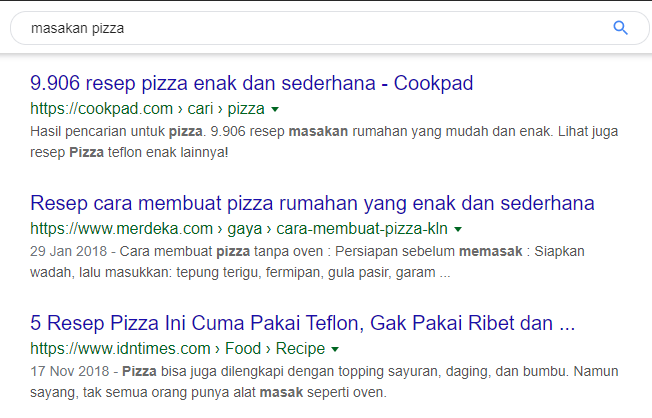 masakan pizza
9.906 resep pizza enak dan sederhana - Cookpad
https://cookpad.com › cari › pizza
Hasil pencarian untuk pizza. 9.906 resep masakan rumahan yang mudah dan enak. Lihat juga
resep Pizza teflon enak lainnya!
Resep cara membuat pizza rumahan yang enak dan sederhana
https://www.merdeka.com › gaya › cara-membuat-pizza-kln
29 Jan 2018 - Cara membuat pizza tanpa oven : Persiapan sebelum memasak : Siapkan
wadah, lalu masukkan: tepung terigu, fermipan, gula pasir, garam ...
5 Resep Pizza Ini Cuma Pakai Teflon, Gak Pakai Ribet dan ...
https://www.idntimes.com › Food › Recipe
17 Nov 2018 - Pizza bisa juga dilengkapi dengan topping sayuran, daging, dan bumbu. Namun
sayang, tak semua orang punya alat masak seperti oven.